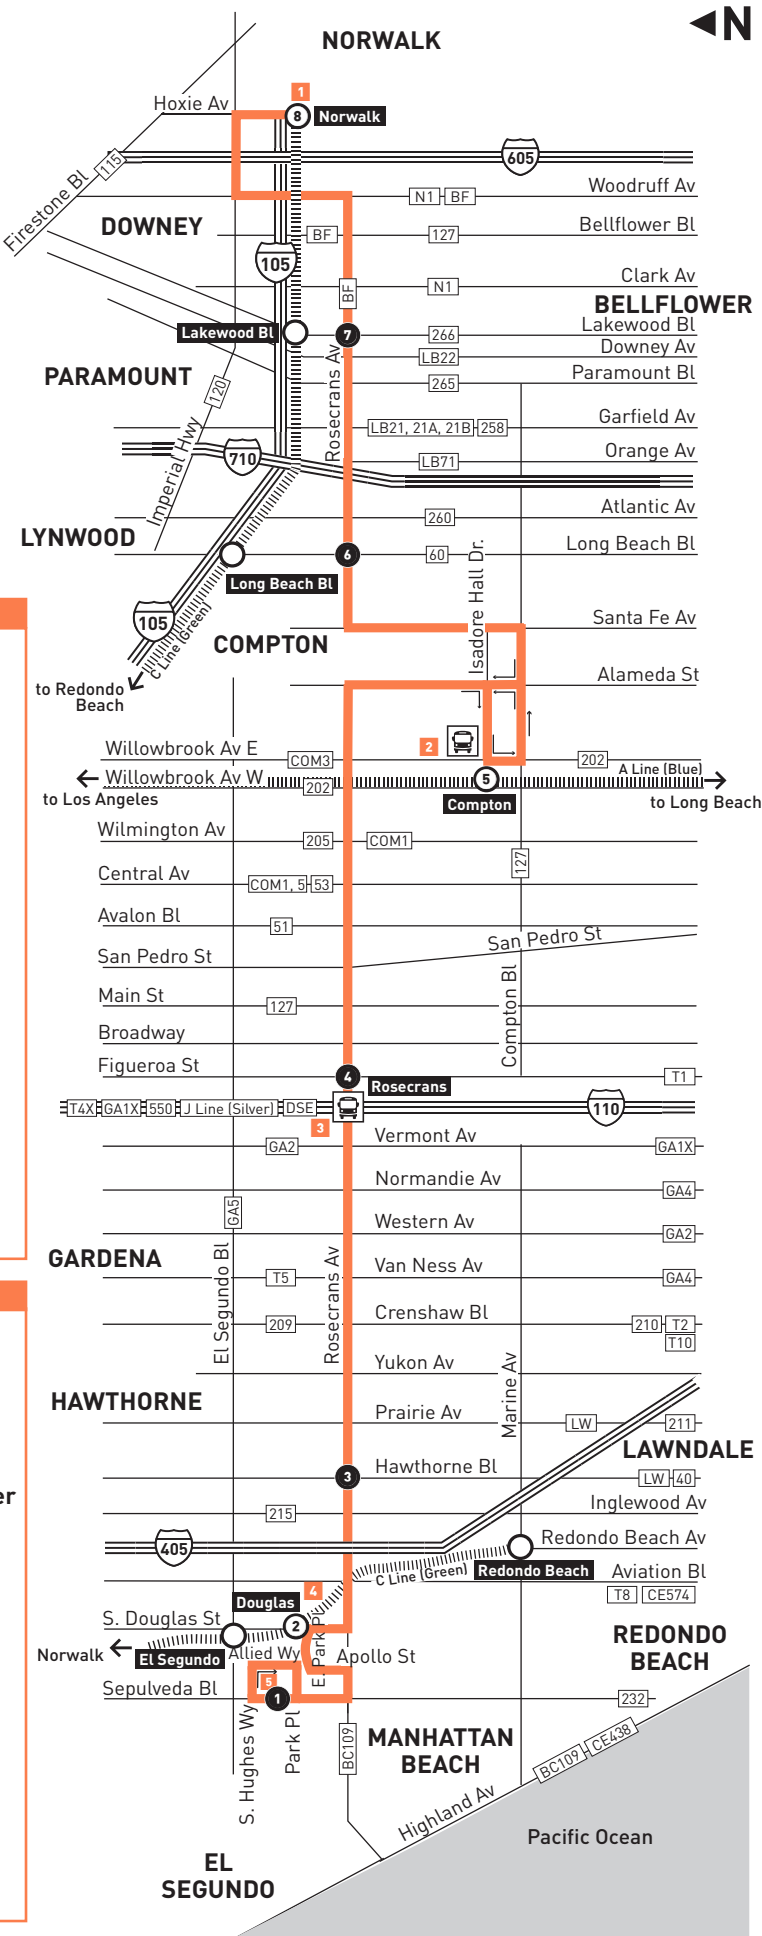 N
NORWALK
1
Hoxie Av
8
Norwalk
115
605
Firestone Bl
Woodruff Av
N1
BF
DOWNEY
Bellflower Bl
BF
127
105
Clark Av
BF
N1
BELLFLOWER
Lakewood Bl
7
266
Lakewood Bl
Downey Av
LB22
PARAMOUNT
Paramount Bl
265
120
Rosecrans Av
Garfield Av
LB21, 21A, 21B
258
Imperial Hwy
710
Orange Av
LB71
Atlantic Av
260
LYNWOOD
Long Beach Bl
6
60
Long Beach Bl
Isadore Hall Dr.
105
C Line (Green)
Santa Fe Av
COMPTON
Alameda St
to Redondo
Beach
2
Willowbrook Av E
COM3
202
Willowbrook Av W
A Line (Blue)
202
5
to Los Angeles
Compton
to Long Beach
Wilmington Av
205
COM1
127
Central Av
COM1, 5
53
Avalon Bl
51
San Pedro St
San Pedro St
Compton Bl
Main St
127
Broadway
Figueroa St
4
Rosecrans
T1
T4X
GA1X
550
J Line (Silver)
DSE
110
3
Vermont Av
GA2
GA1X
Normandie Av
GA4
GA5
Western Av
GA2
GARDENA
El Segundo Bl
Rosecrans Av
Van Ness Av
T5
GA4
Crenshaw Bl
209
210
T2
T10
Yukon Av
Marine Av
HAWTHORNE
Prairie Av
LW
211
LAWNDALE
3
Hawthorne Bl
LW
40
er
Inglewood Av
215
405
Redondo Beach Av
C Line (Green)
Redondo Beach
Aviation Bl
T8
CE574
4
Douglas
S. Douglas St
2
E. Park Pl
Norwalk
El Segundo
Allied Wy
Apollo St
REDONDO
BEACH
5
Sepulveda Bl
1
232
S. Hughes Wy
Park Pl
BC109
MANHATTAN
BEACH
BC109
CE438
Highland Av
Pacific Ocean
EL
SEGUNDO